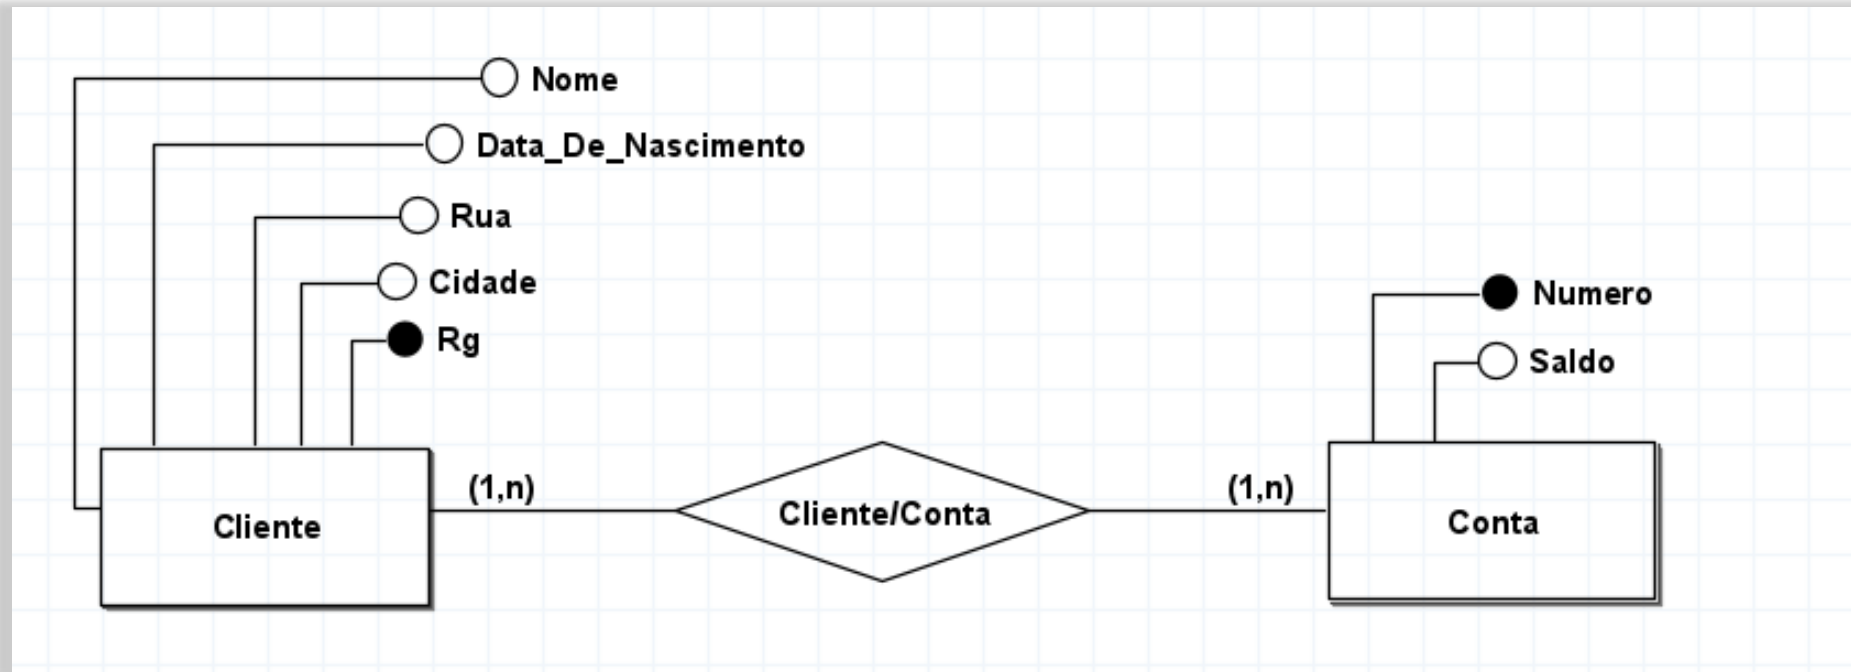 Nome
Data_De_Nascimento
Rua
Cidade
Rg
Numero
Saldo
(1,n)
(1,n)
Cliente
Cliente/Conta
Conta